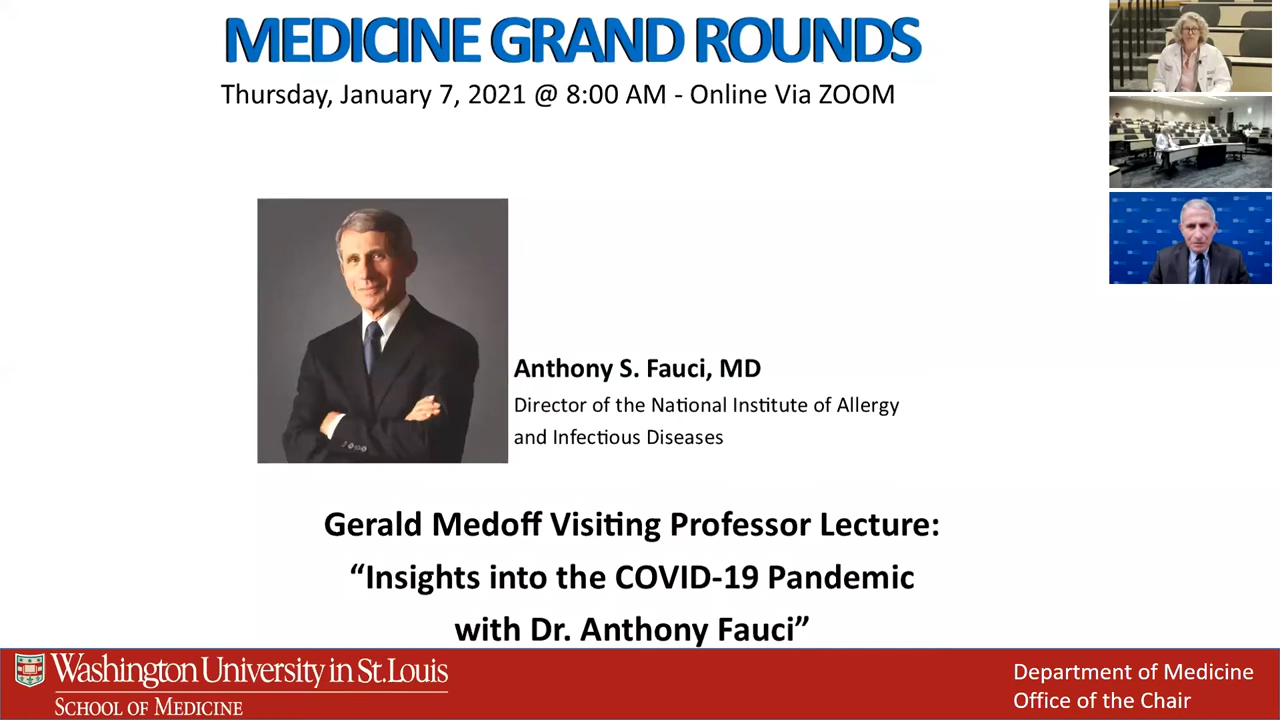 MEDICINE GRAND ROUNDS
Thursday, January 7, 2021 @ 8:00 AM - Online Via ZOOM
Anthony S. Fauci, MD
Director of the National Institute of Allergy
and Infectious Diseases
Gerald Medoff Visiting Professor Lecture:
“Insights into the COVID-19 Pandemic
with Dr. Anthony Fauci”
Washington University in St. Louis
SCHOOL OF MEDICINE
Department of Medicine
Office of the Chair